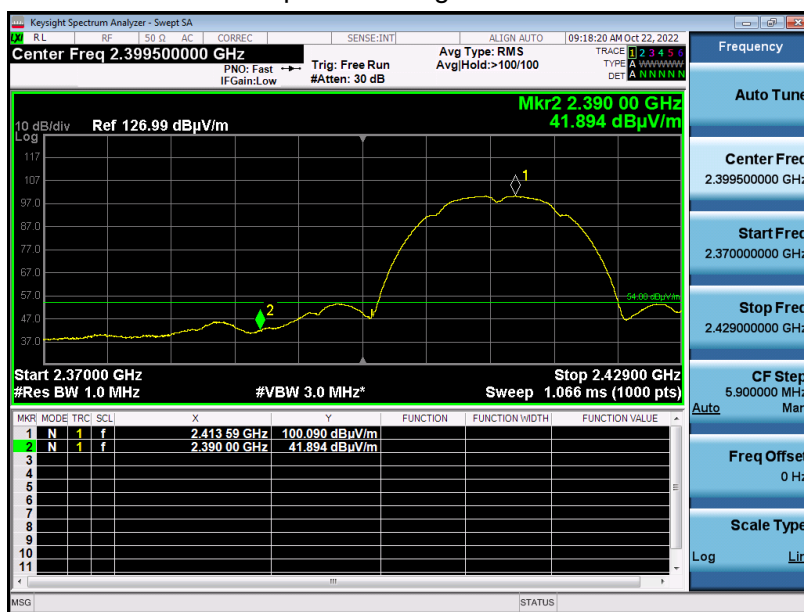 Keysight Spectrum Analyzer - Swept SA
LXI RL RF 50 Ω AC CORREC SENSE:INT ALIGN AUTO 09:18:20 AM Oct 22, 2022
Center Freq 2.399500000 GHz
PNO: Fast
IFGain:Low
Trig: Free Run
#Atten: 30 dB
Avg Type: RMS
Avg|Hold:>100/100
TRACE 1 2 3 4 5 6
TYPE A WWWWW
DET A N N N N N
Mkr2 2.390 00 GHz
41.894 dBµV/m
10 dB/div Ref 126.99 dBµV/m
Log
117
107
97.0
87.0
77.0
67.0
57.0
47.0
37.0
1
2
54.00 dBµV/m
Start 2.37000 GHz Stop 2.42900 GHz
#Res BW 1.0 MHz #VBW 3.0 MHz* Sweep 1.066 ms (1000 pts)
MKR MODE TRC SCL X Y FUNCTION FUNCTION WIDTH FUNCTION VALUE
1 N 1 f 2.413 59 GHz 100.090 dBµV/m
2 N 1 f 2.390 00 GHz 41.894 dBµV/m
3
4
5
6
7
8
9
10
11
MSG STATUS
Frequency
Auto Tune
Center Freq
2.399500000 GHz
Start Freq
2.370000000 GHz
Stop Freq
2.429000000 GHz
CF Step
5.900000 MHz
Auto Man
Freq Offset
0 Hz
Scale Type
Log Lin